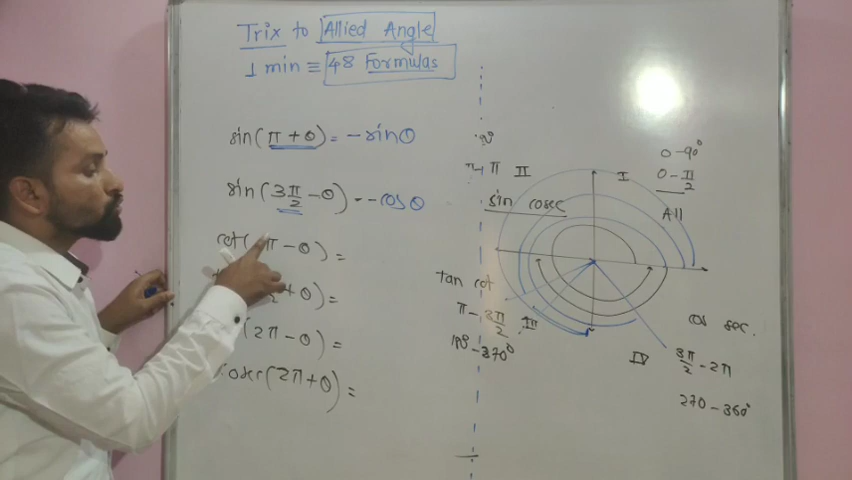 Trix to Allied Angle
1 min ≡ 48 Formulas
sin(π + θ) = -sinθ
sin(3π/2 - θ) = -cosθ
cot( π - θ) =
+ θ) =
(2π - θ) =
cosec(2π + θ) =
π II
sin cosec
I
0-90°
0 - π/2
All
tan cot
π - 3π/2 III
180 - 370°
cos sec.
IV
3π/2 - 2π
270 - 360°